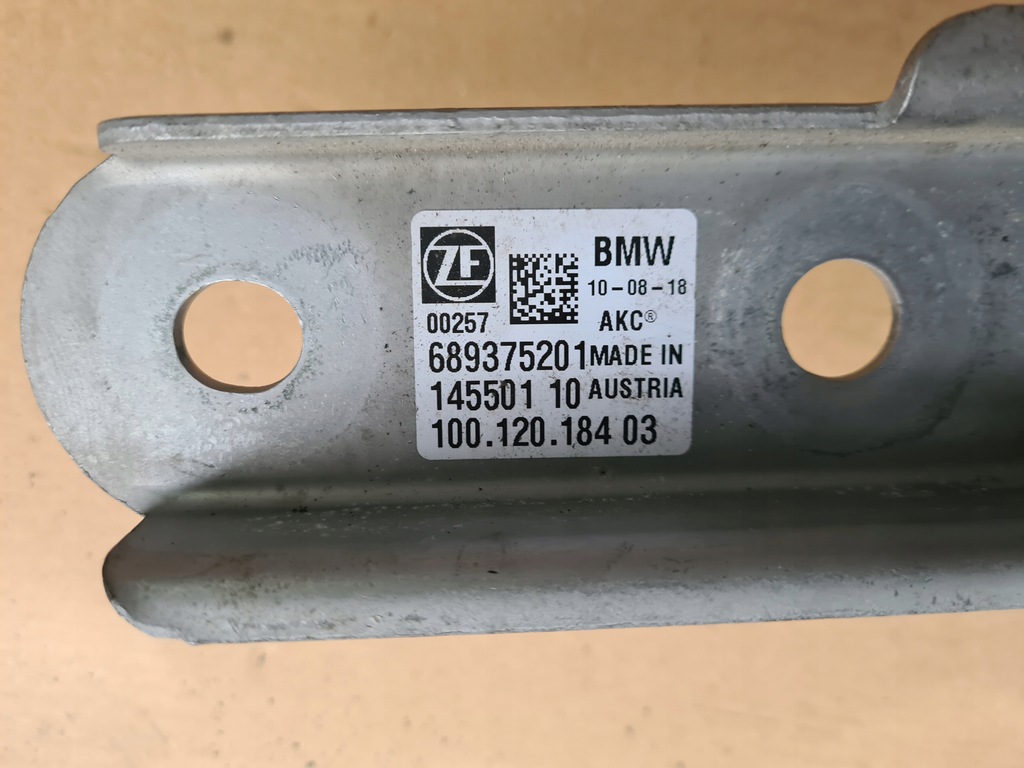 ZF
BMW
10-08-18
00257
AKC®
689375201 MADE IN
145501 10 AUSTRIA
100.120.184 03